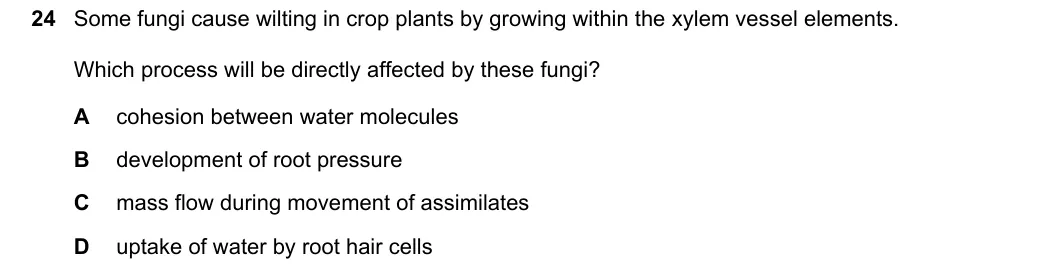 24 Some fungi cause wilting in crop plants by growing within the xylem vessel elements.
Which process will be directly affected by these fungi?
A cohesion between water molecules
B development of root pressure
C mass flow during movement of assimilates
D uptake of water by root hair cells